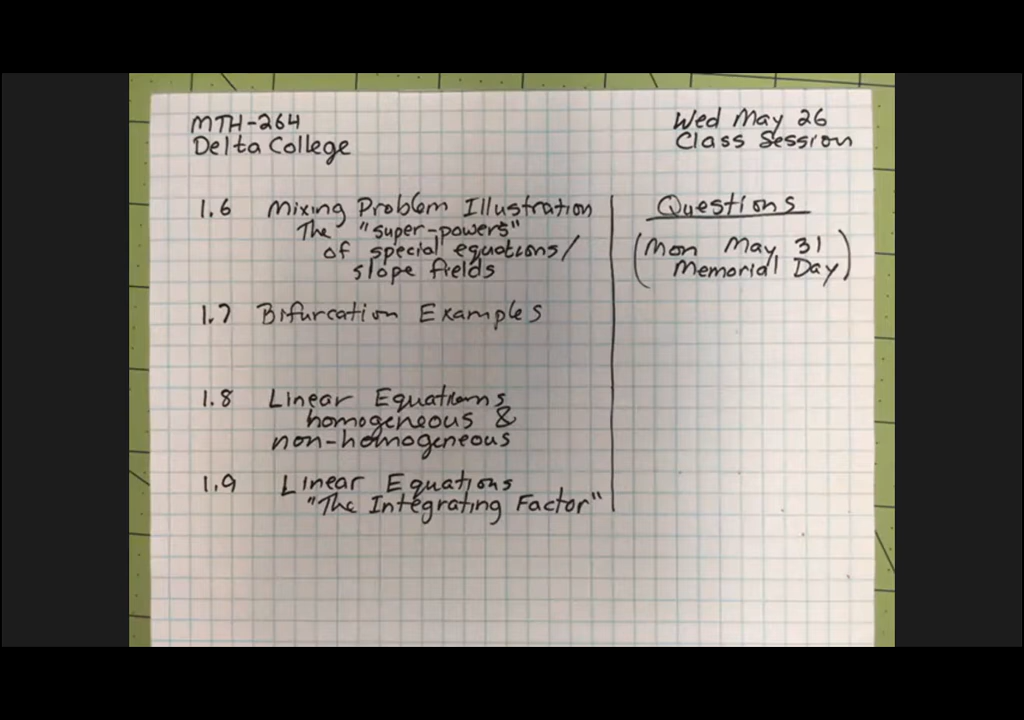 MTH-264
Delta College
Wed May 26
Class Session
1.6 Mixing Problem Illustration
The "super-powers"
of special equations/
slope fields
1.7 Bifurcation Examples
1.8 Linear Equations
homogeneous &
non-homogeneous
1.9 Linear Equations
"The Integrating Factor"
Questions
(Mon May 31
Memorial Day)